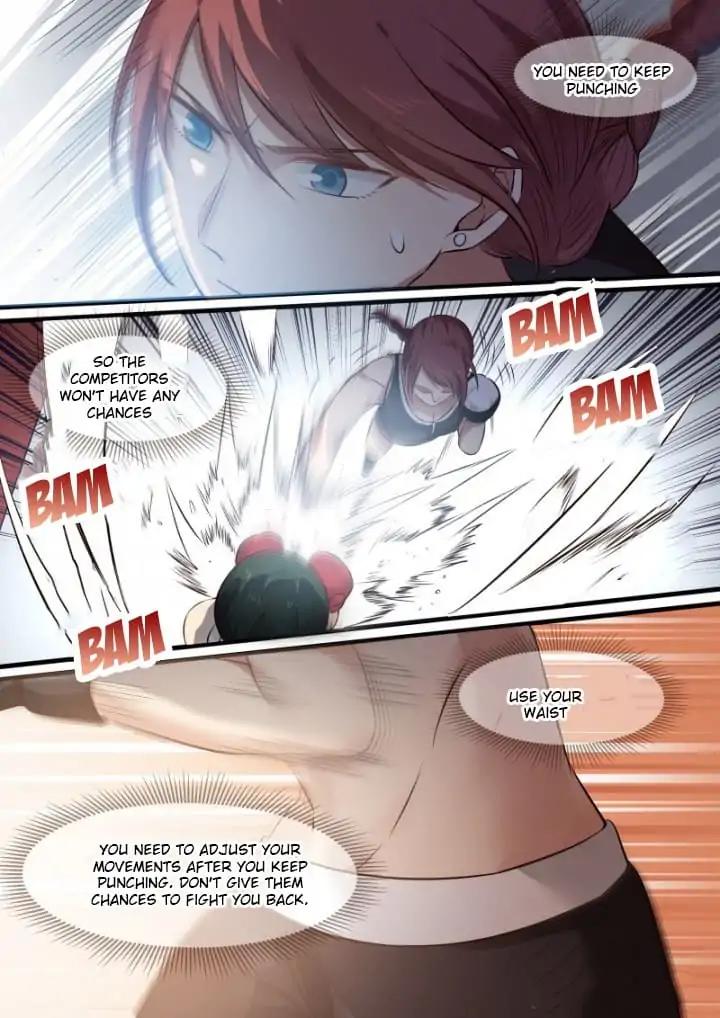 YOU NEED TO KEEP
PUNCHING
SO THE
COMPETITORS
WON'T HAVE ANY
CHANCES
BAM
BAM
BAM
BAM
USE YOUR
WAIST
YOU NEED TO ADJUST YOUR
MOVEMENTS AFTER YOU KEEP
PUNCHING. DON'T GIVE THEM
CHANCES TO FIGHT YOU BACK.